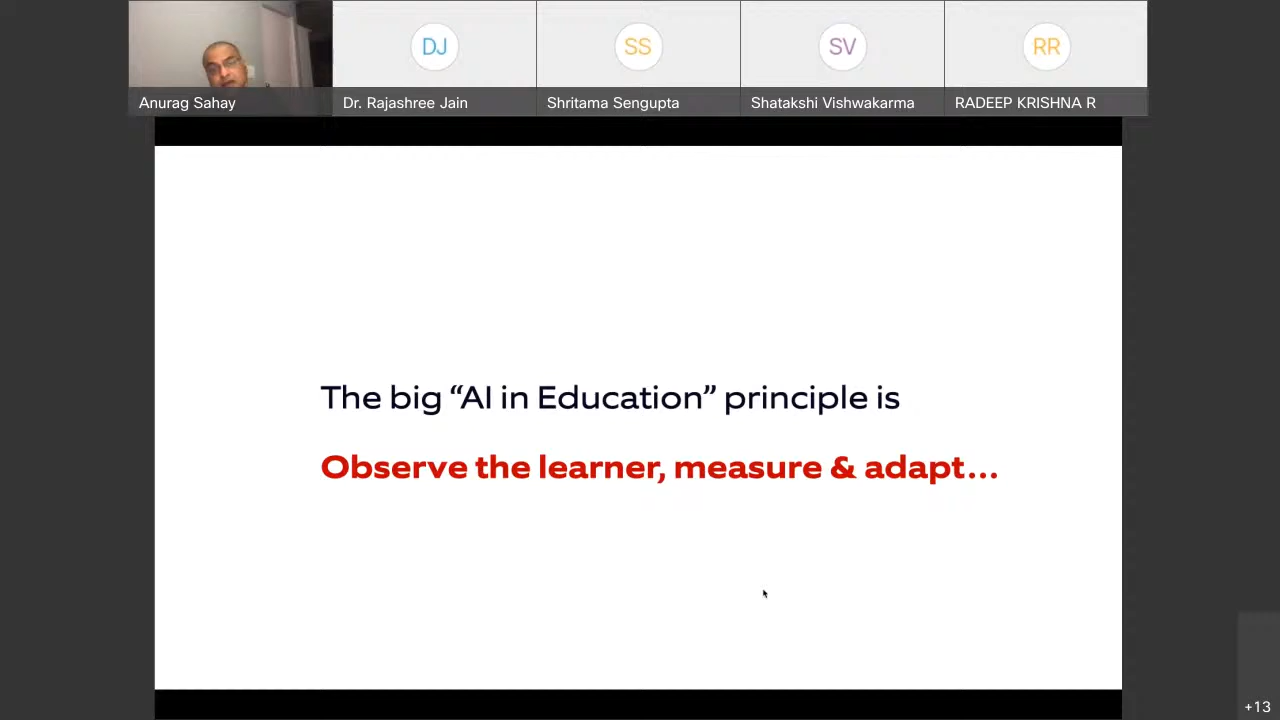 DJ
SS
SV
RR
Anurag Sahay
Dr. Rajashree Jain
Shritama Sengupta
Shatakshi Vishwakarma
RADEEP KRISHNA R
The big “AI in Education” principle is
Observe the learner, measure & adapt...
+13